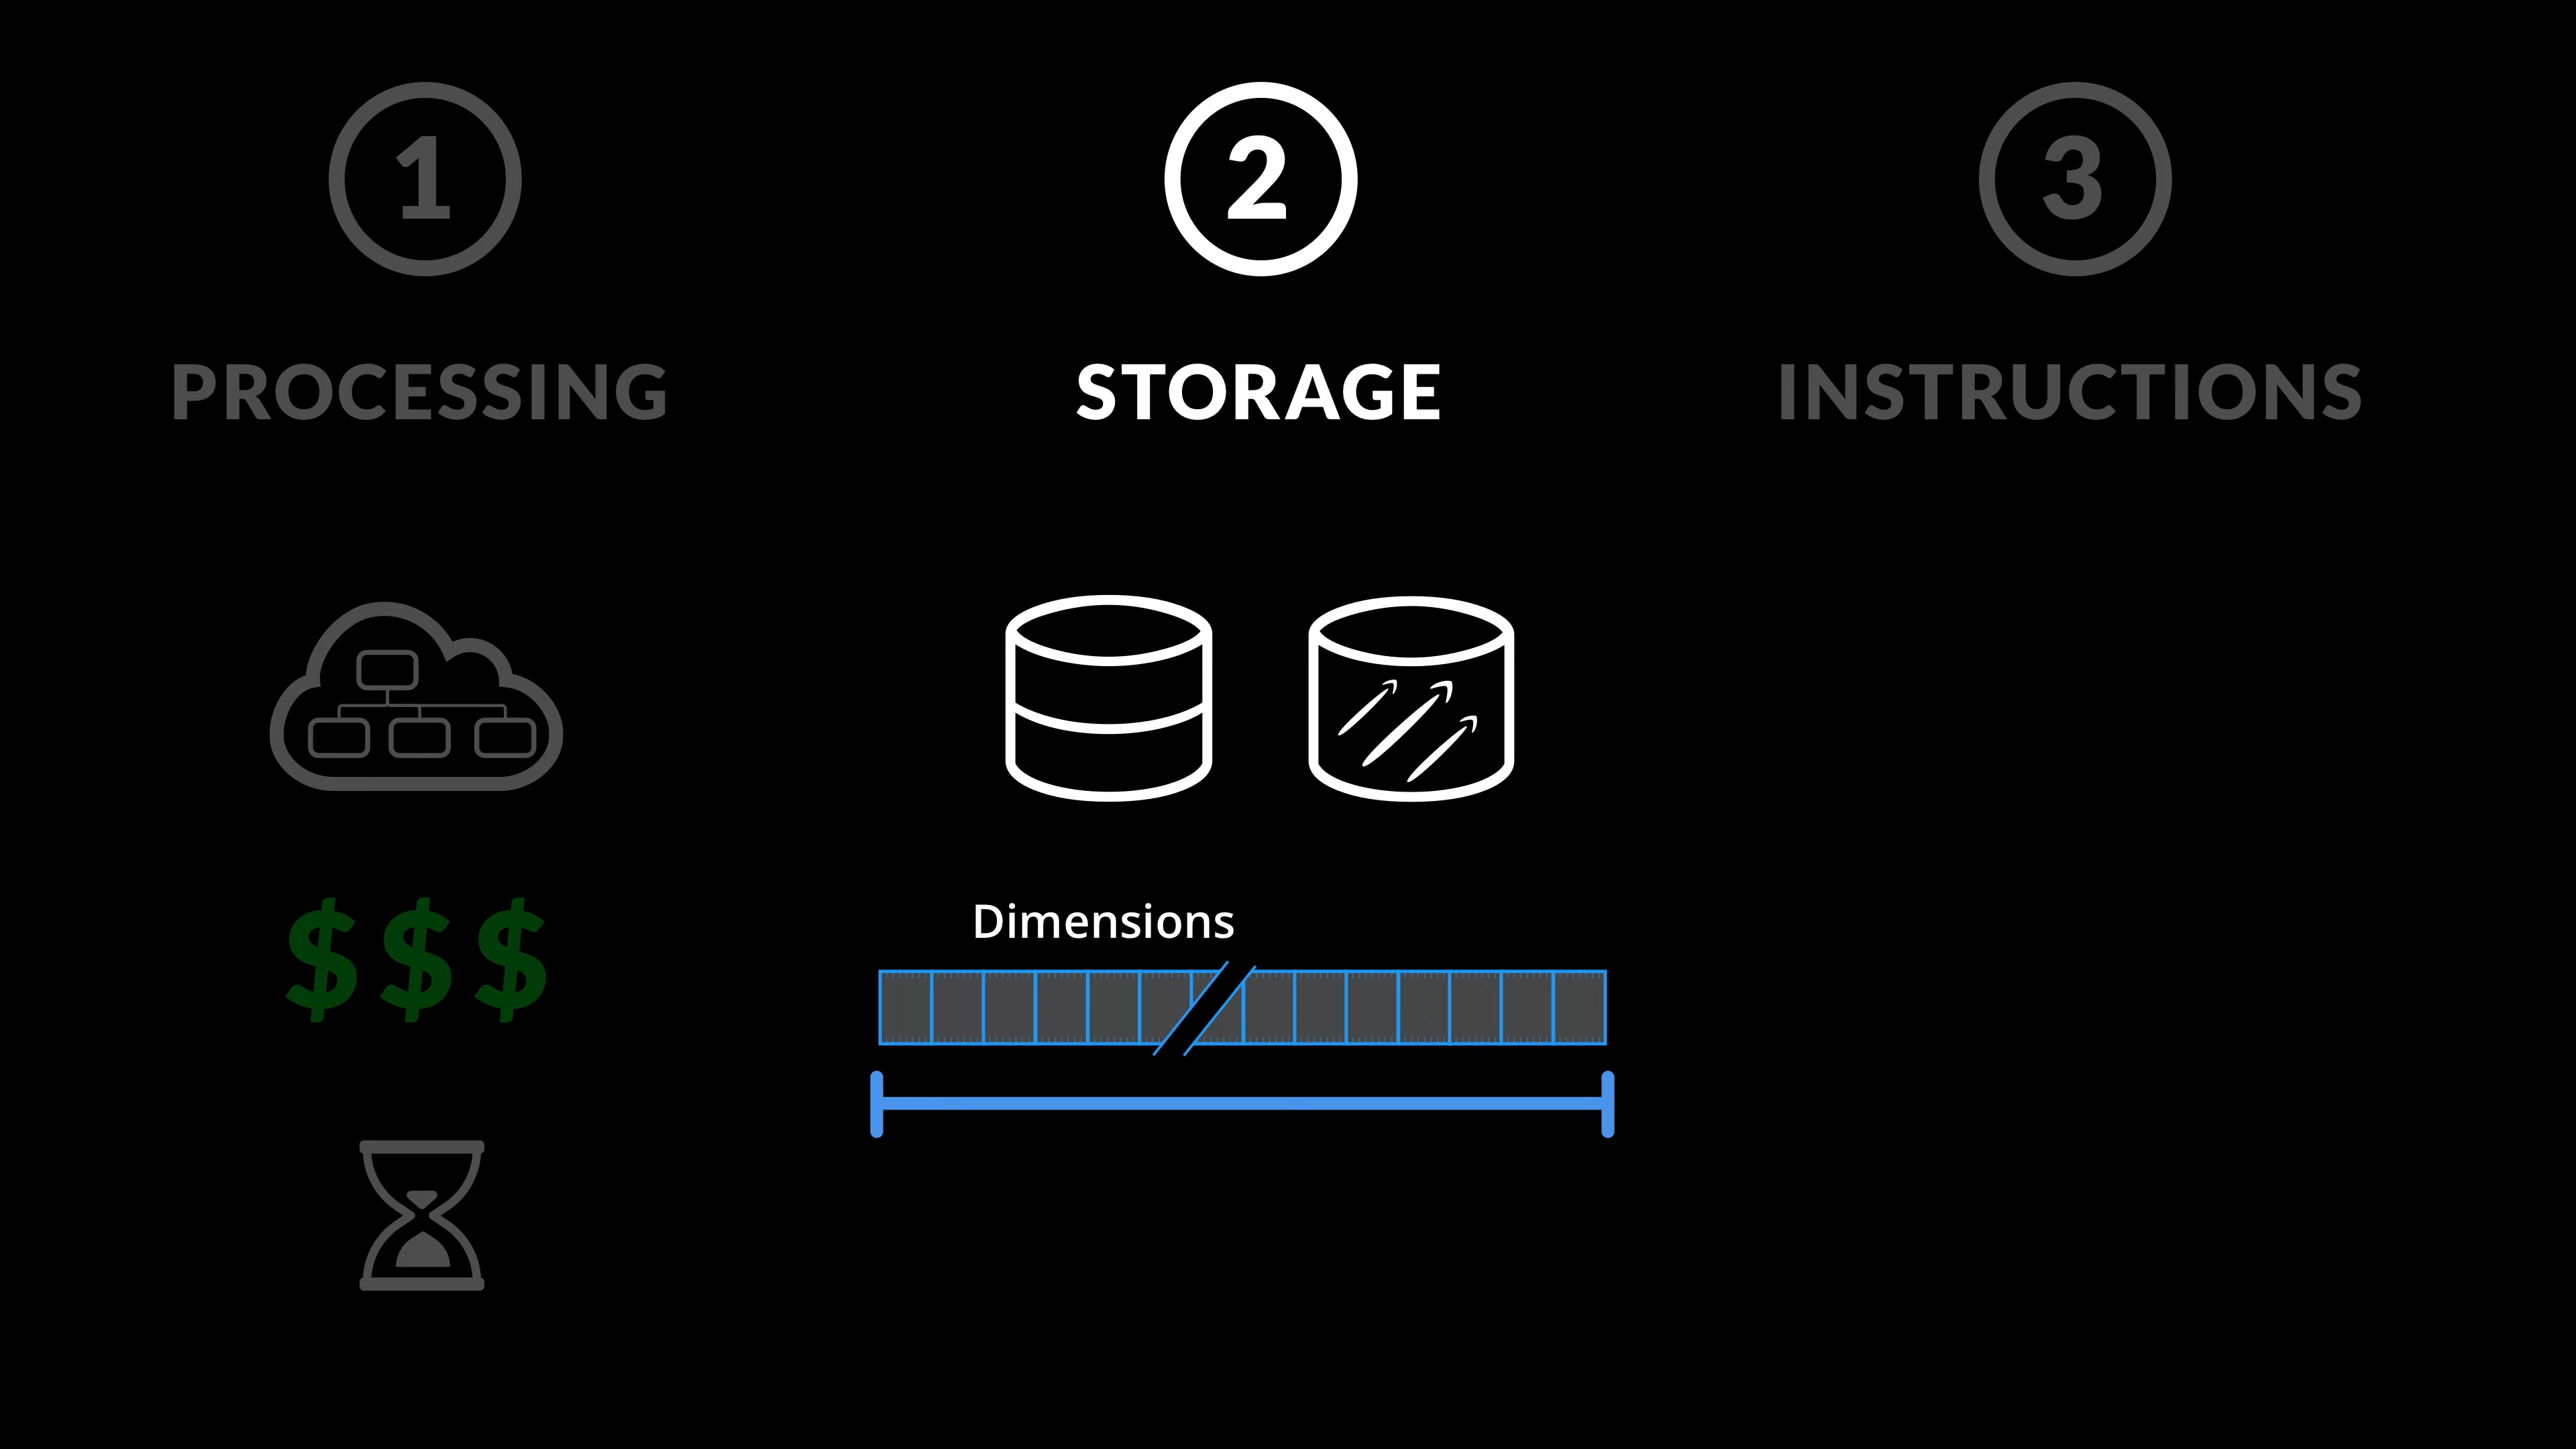 1
2
3
PROCESSING
STORAGE
INSTRUCTIONS
$$$
Dimensions